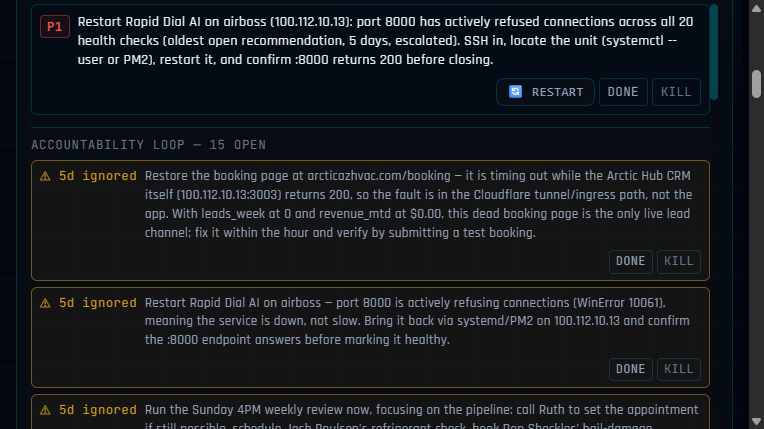 P1 Restart Rapid Dial AI on airboss (100.112.10.13): port 8000 has actively refused connections across all 20
health checks (oldest open recommendation, 5 days, escalated). SSH in, locate the unit (systemctl --
user or PM2), restart it, and confirm :8000 returns 200 before closing.
RESTART DONE KILL
ACCOUNTABILITY LOOP — 15 OPEN
⚠ 5d ignored Restore the booking page at arcticazhvac.com/booking — it is timing out while the Arctic Hub CRM
itself (100.112.10.13:3003) returns 200, so the fault is in the Cloudflare tunnel/ingress path, not the
app. With leads_week at 0 and revenue_mtd at $0.00, this dead booking page is the only live lead
channel; fix it within the hour and verify by submitting a test booking.
DONE KILL
⚠ 5d ignored Restart Rapid Dial AI on airboss — port 8000 is actively refusing connections (WinError 10061),
meaning the service is down, not slow. Bring it back via systemd/PM2 on 100.112.10.13 and confirm
the :8000 endpoint answers before marking it healthy.
DONE KILL
⚠ 5d ignored Run the Sunday 4PM weekly review now, focusing on the pipeline: call Ruth to set the appointment